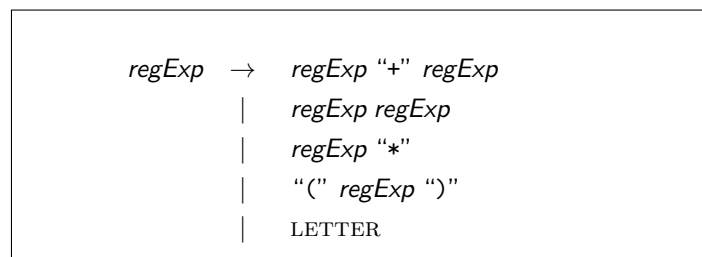 regExp → regExp “+” regExp
| regExp regExp
| regExp “*”
| “(” regExp “)”
| LETTER